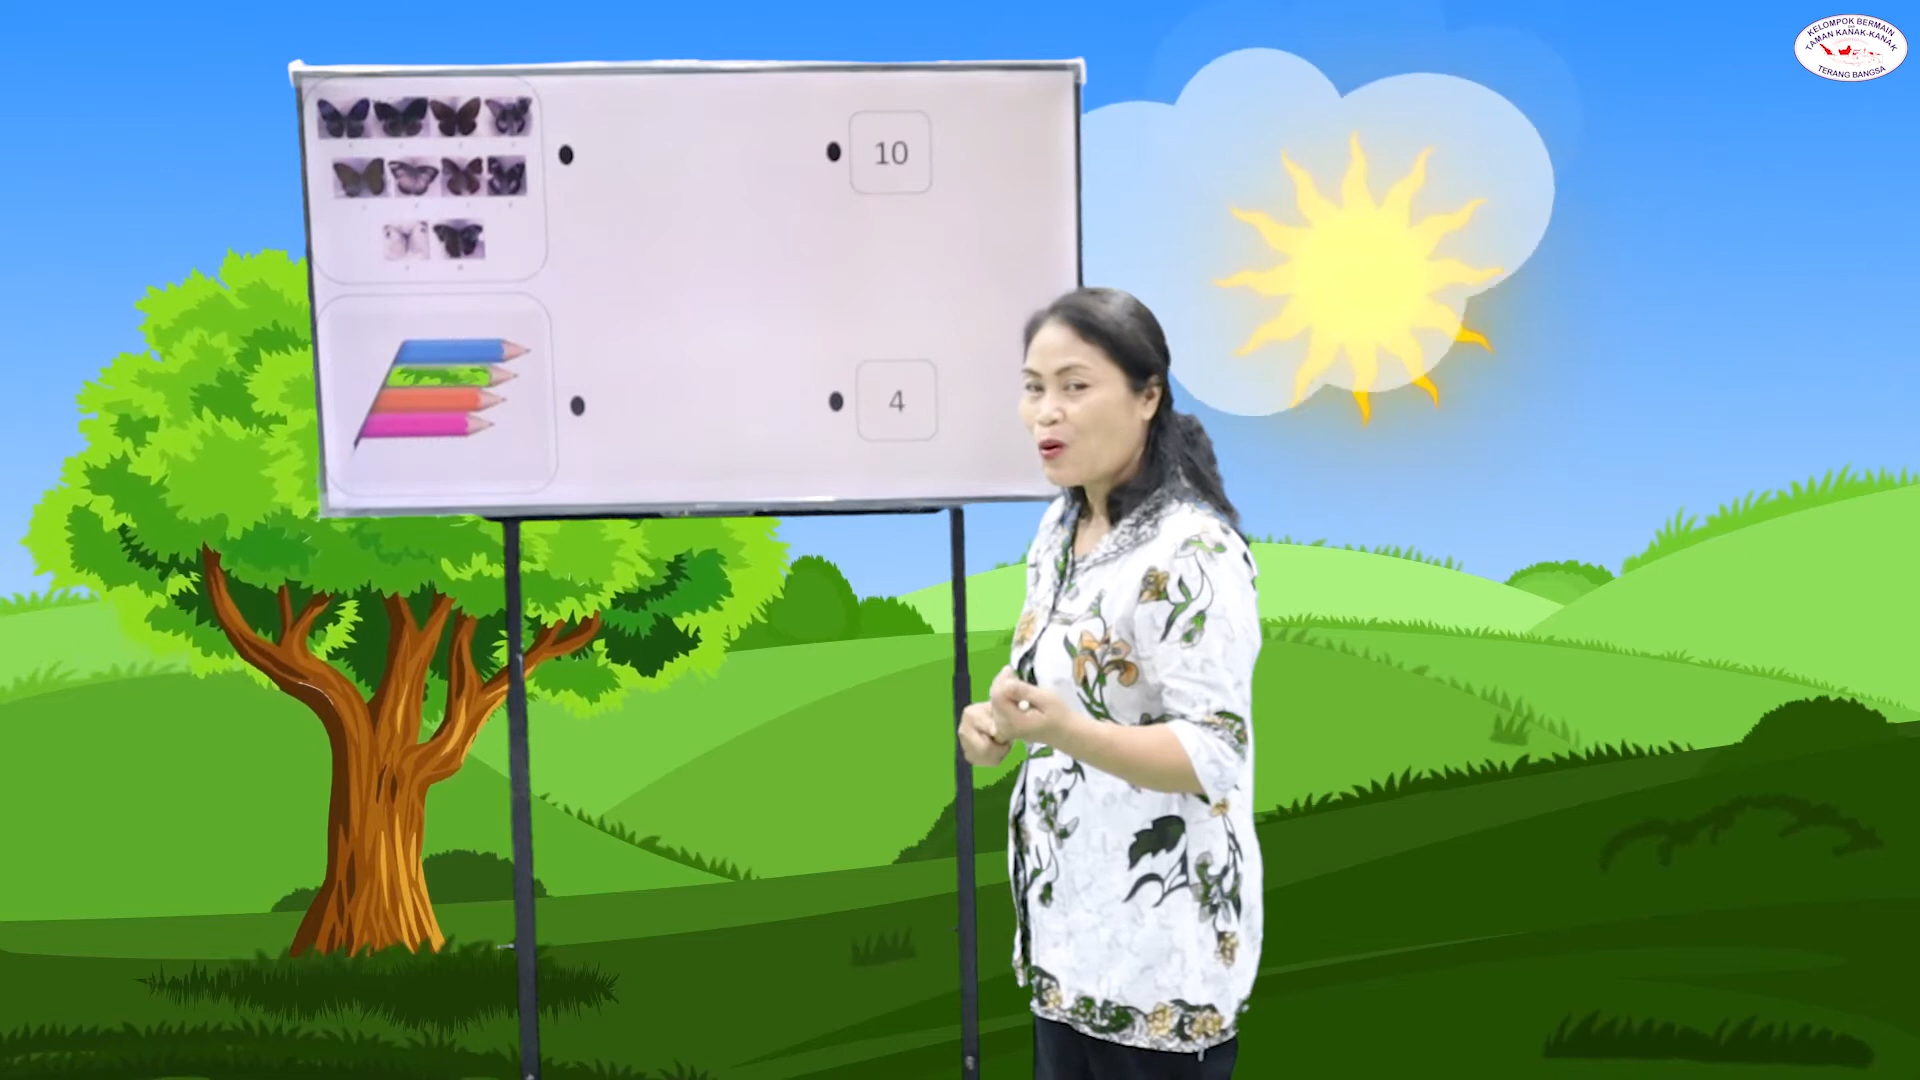 KELOMPOK BERMAIN
TAMAN KANAK-KANAK
TERANG BANGSA
10
4